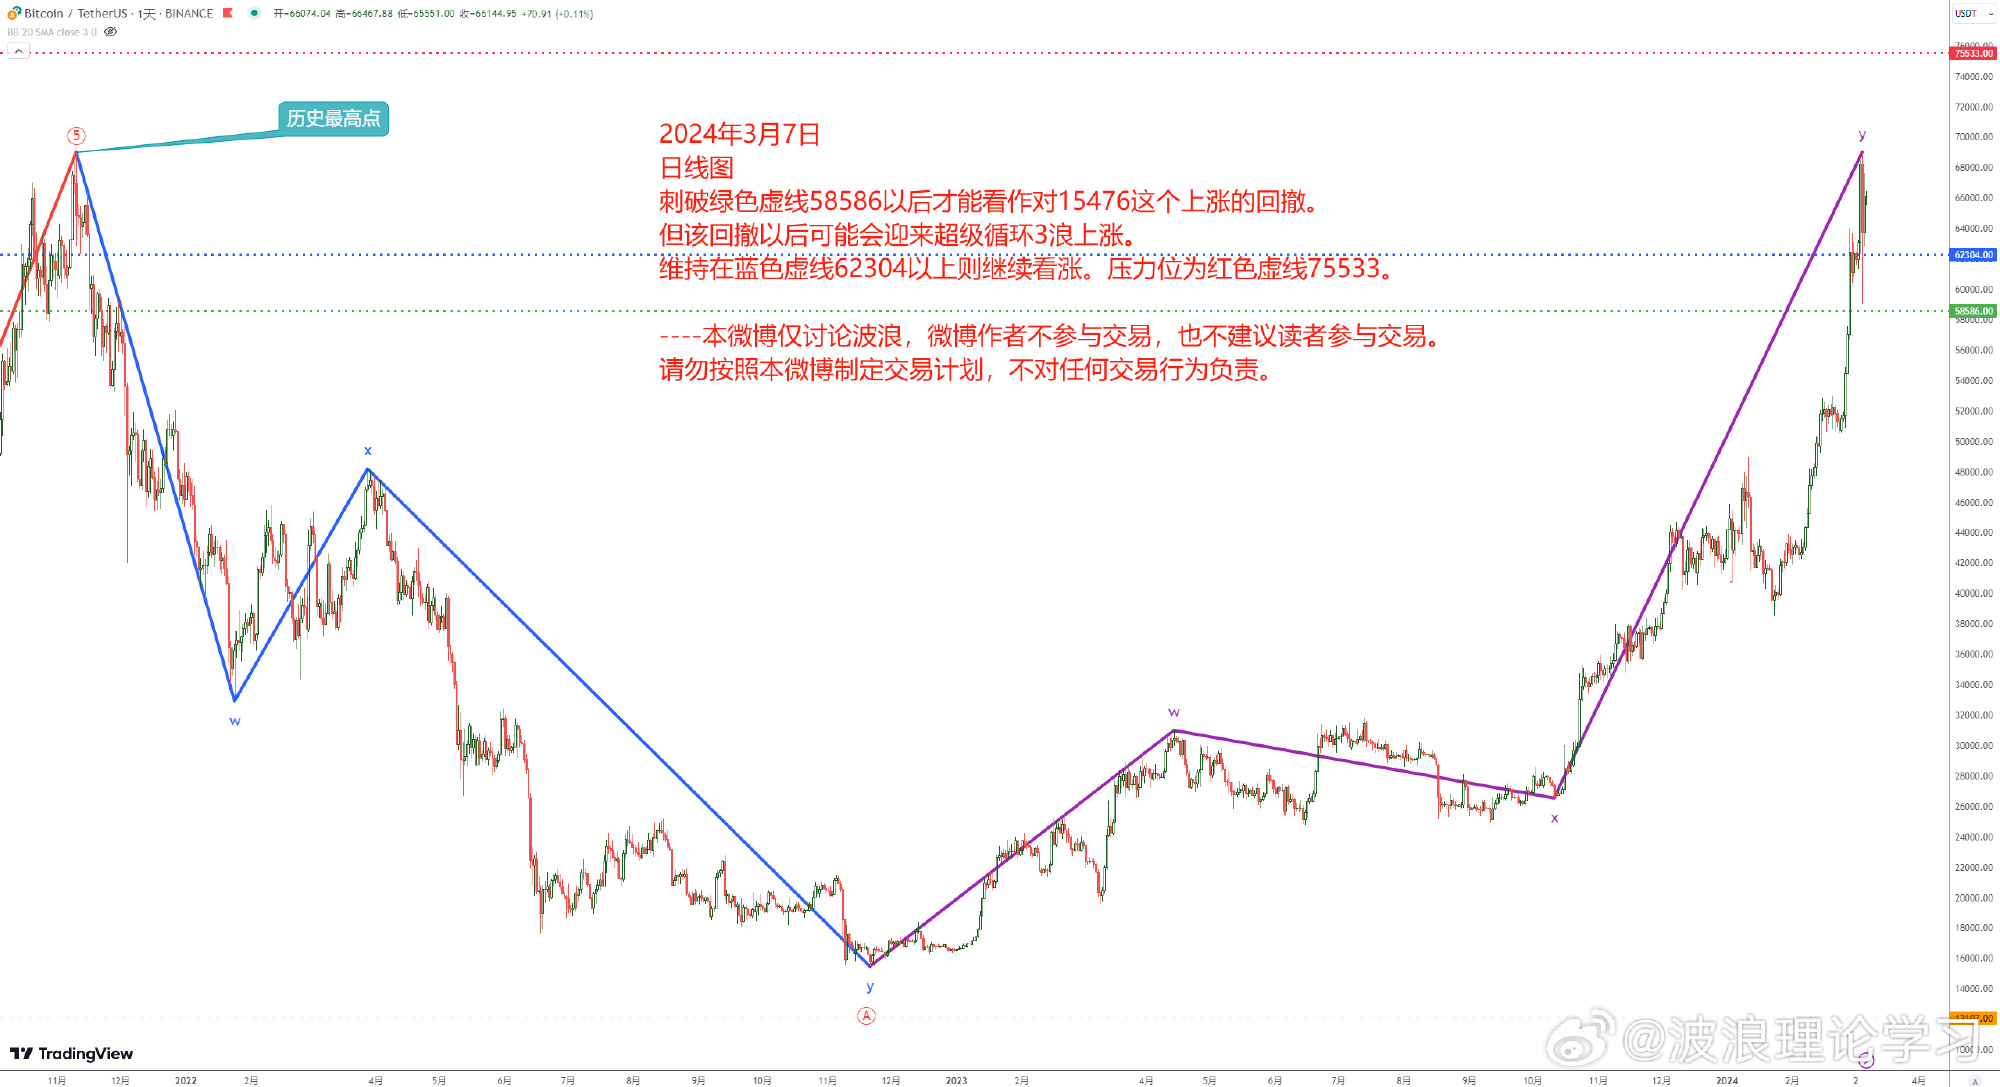 Bitcoin / TetherUS · 1天 · BINANCE 开=66074.04 高=66467.88 低=65551.00 收=66144.95 +70.91 (+0.11%)
BB 20 SMA close 3 0
USDT
76000.00
75533.00
74000.00
72000.00
70000.00
68000.00
66000.00
64000.00
62304.00
60000.00
58586.00
58000.00
56000.00
54000.00
52000.00
50000.00
48000.00
46000.00
44000.00
42000.00
40000.00
38000.00
36000.00
34000.00
32000.00
30000.00
28000.00
26000.00
24000.00
22000.00
20000.00
18000.00
16000.00
14000.00
10000.00
历史最高点
5
2024年3月7日
日线图
刺破绿色虚线58586以后才能看作对15476这个上涨的回撤。
但该回撤以后可能会迎来超级循环3浪上涨。
维持在蓝色虚线62304以上则继续看涨。压力位为红色虚线75533。
----本微博仅讨论波浪，微博作者不参与交易，也不建议读者参与交易。
请勿按照本微博制定交易计划，不对任何交易行为负责。
y
x
w
w
x
y
A
@波浪理论学习
TradingView
11月 12月 2022 2月 4月 5月 6月 7月 8月 9月 10月 11月 12月 2023 2月 4月 5月 6月 7月 8月 9月 10月 11月 12月 2024 2月 4月
A